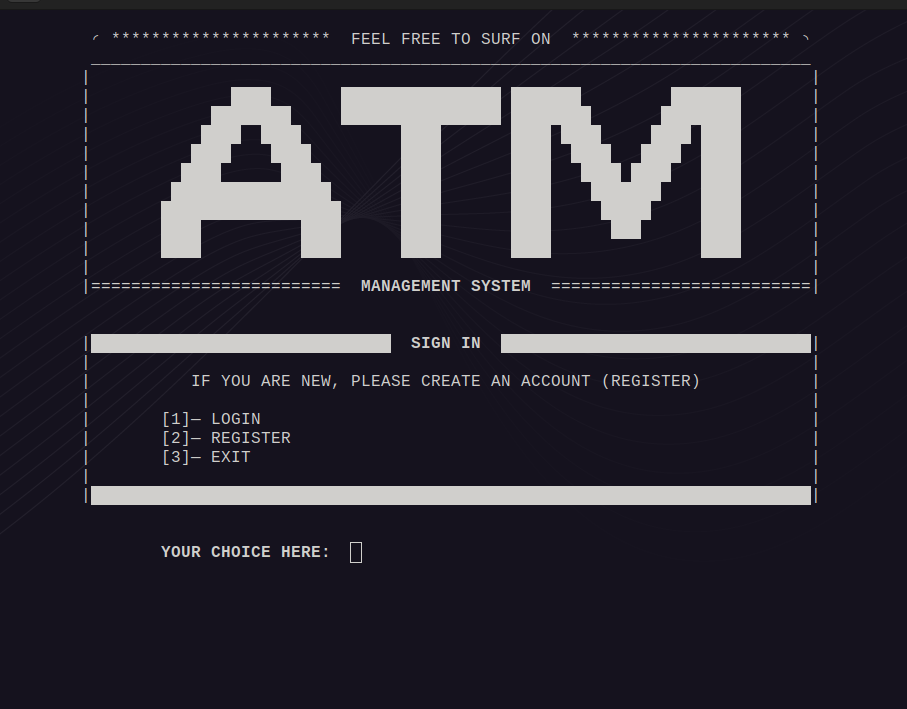 ********************** FEEL FREE TO SURF ON **********************
ATM
========================= MANAGEMENT SYSTEM ==========================
SIGN IN
IF YOU ARE NEW, PLEASE CREATE AN ACCOUNT (REGISTER)
[1]— LOGIN
[2]— REGISTER
[3]— EXIT
YOUR CHOICE HERE: